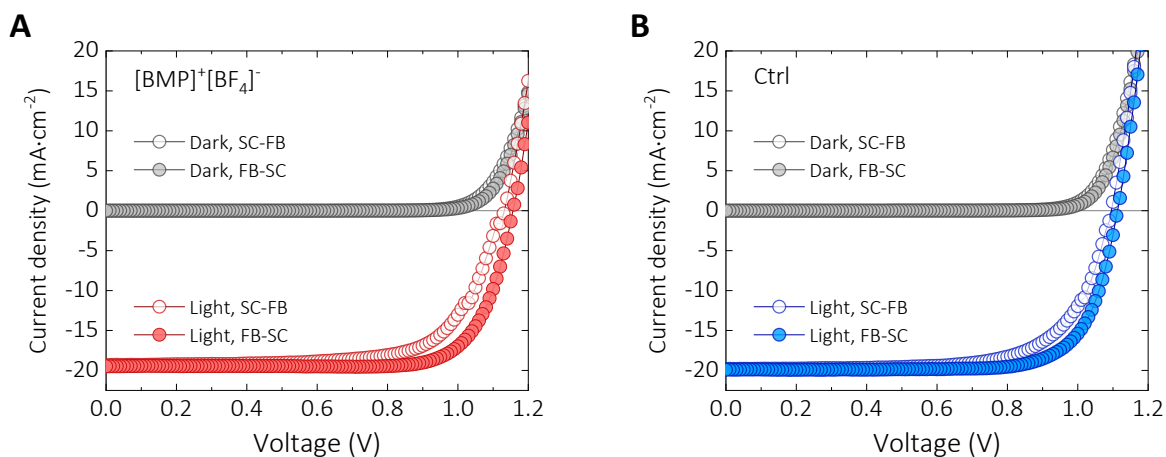 A
[BMP]⁺[BF₄]⁻
Dark, SC-FB
Dark, FB-SC
Light, SC-FB
Light, FB-SC
20
15
10
5
0
-5
-10
-15
-20
Current density (mA·cm⁻²)
0.0 0.2 0.4 0.6 0.8 1.0 1.2
Voltage (V)
B
Ctrl
Dark, SC-FB
Dark, FB-SC
Light, SC-FB
Light, FB-SC
20
15
10
5
0
-5
-10
-15
-20
Current density (mA·cm⁻²)
0.0 0.2 0.4 0.6 0.8 1.0 1.2
Voltage (V)